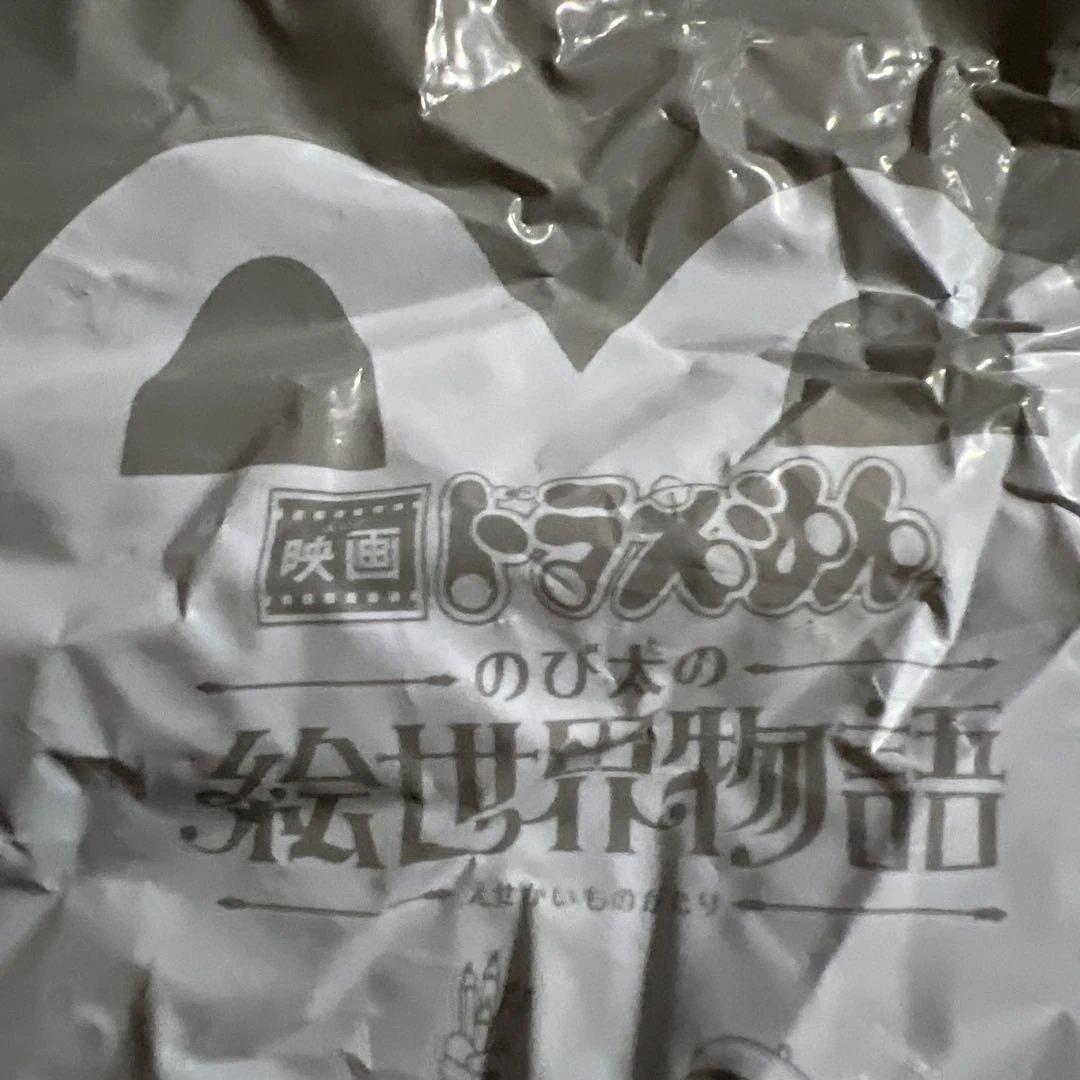 映画 ドラえもん
のび太の
絵世界物語
えせかいものがたり